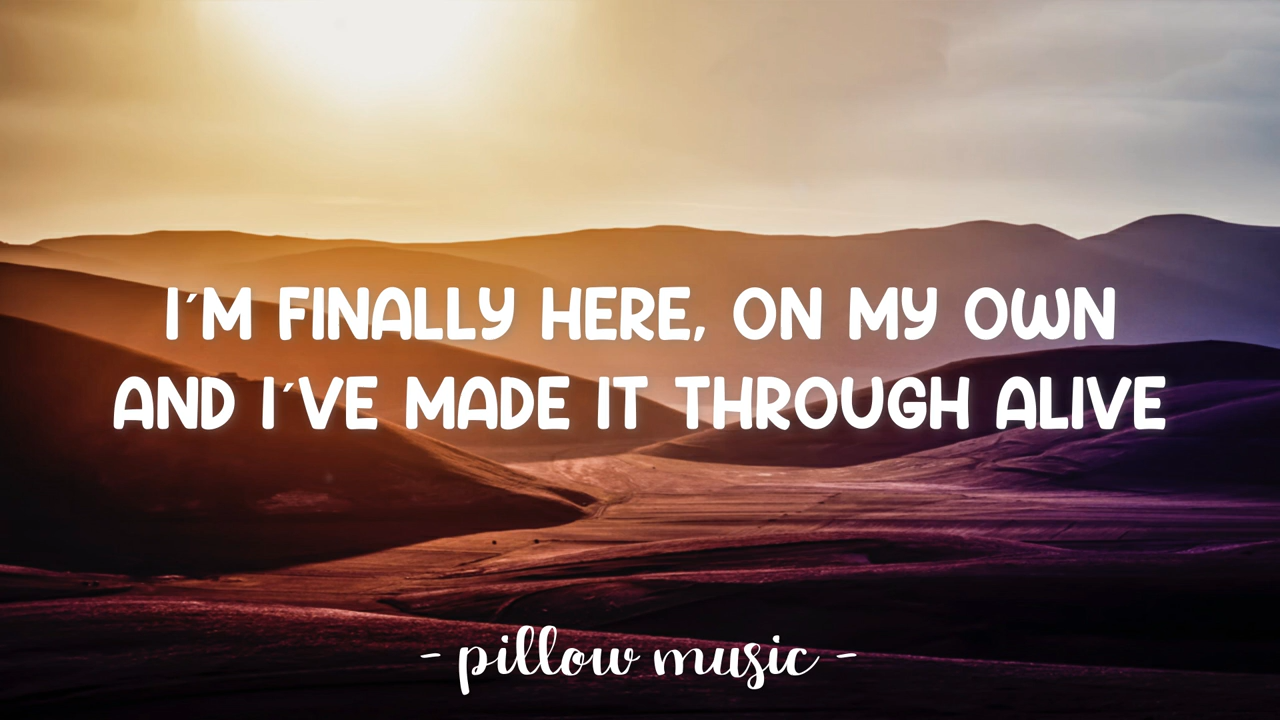 I´M FINALLY HERE, ON MY OWN
AND I´VE MADE IT THROUGH ALIVE
- pillow music -